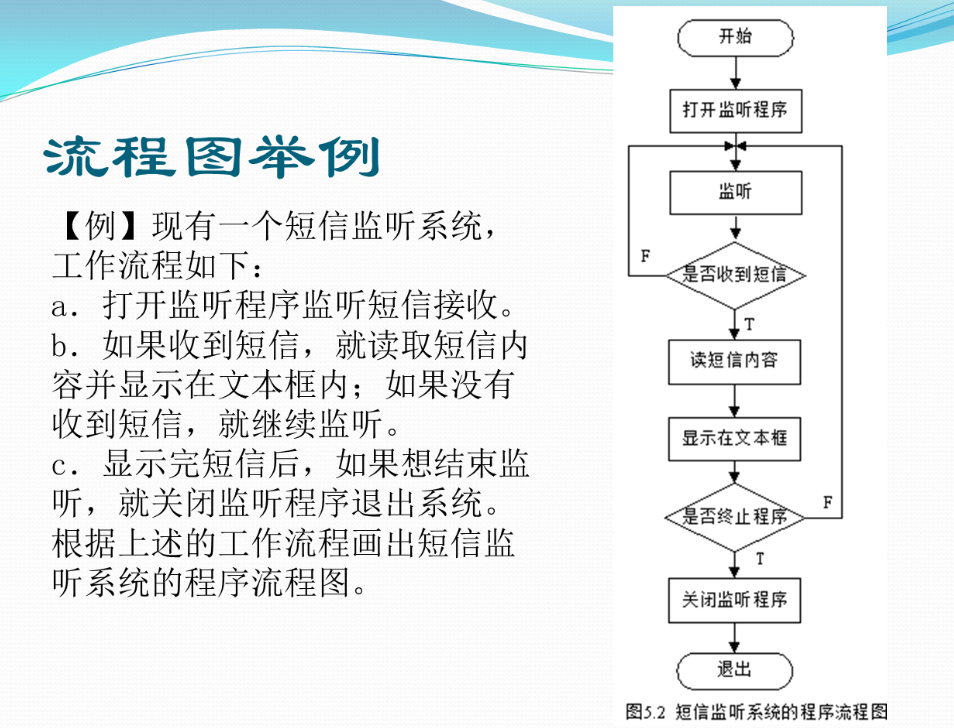 流程图举例
【例】现有一个短信监听系统，
工作流程如下：
a．打开监听程序监听短信接收。
b．如果收到短信，就读取短信内
容并显示在文本框内；如果没有
收到短信，就继续监听。
c．显示完短信后，如果想结束监
听，就关闭监听程序退出系统。
根据上述的工作流程画出短信监
听系统的程序流程图。
开始
打开监听程序
监听
F
是否收到短信
T
读短信内容
显示在文本框
F
是否终止程序
T
关闭监听程序
退出
图5.2 短信监听系统的程序流程图